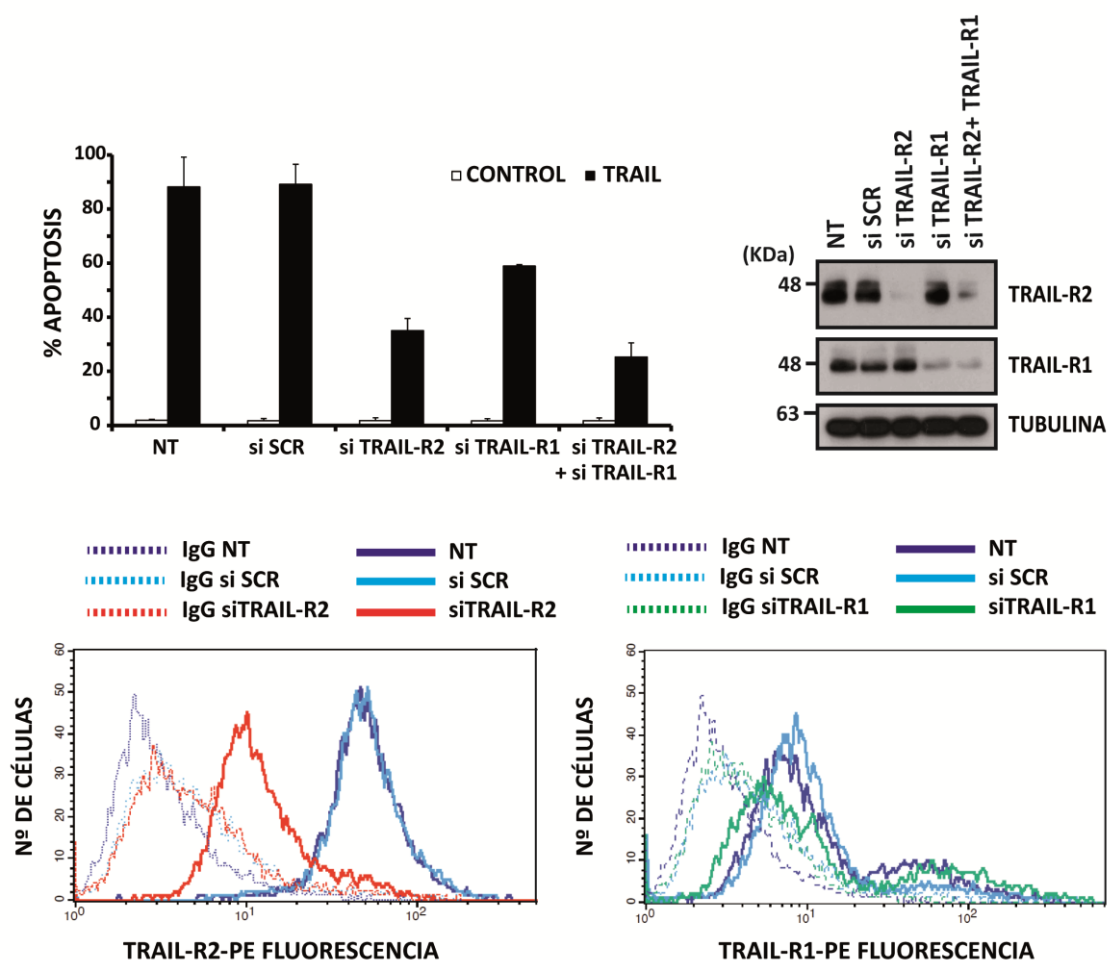 % APOPTOSIS
100
80
60
40
20
0
CONTROL
TRAIL
NT
si SCR
si TRAIL-R2
si TRAIL-R1
si TRAIL-R2
+ si TRAIL-R1
NT
si SCR
si TRAIL-R2
si TRAIL-R1
si TRAIL-R2+ TRAIL-R1
(KDa)
48
TRAIL-R2
48
TRAIL-R1
63
TUBULINA
IgG NT
IgG si SCR
IgG siTRAIL-R2
NT
si SCR
siTRAIL-R2
Nº DE CÉLULAS
60
50
40
30
20
10
0
10⁰
10¹
10²
TRAIL-R2-PE FLUORESCENCIA
IgG NT
IgG si SCR
IgG siTRAIL-R1
NT
si SCR
siTRAIL-R1
Nº DE CÉLULAS
60
50
40
30
20
10
0
10⁰
10¹
10²
TRAIL-R1-PE FLUORESCENCIA